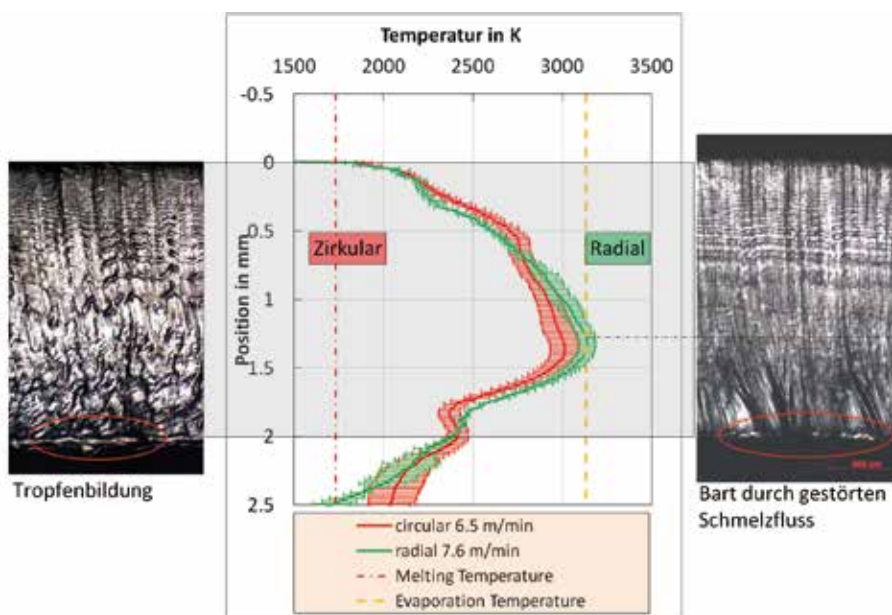 Temperatur in K
1500 2000 2500 3000 3500
-0.5
0
0.5
1
1.5
2
2.5
Position in mm
Zirkular
Radial
Tropfenbildung
Bart durch gestörten
Schmelzfluss
circular 6.5 m/min
radial 7.6 m/min
Melting Temperature
Evaporation Temperature